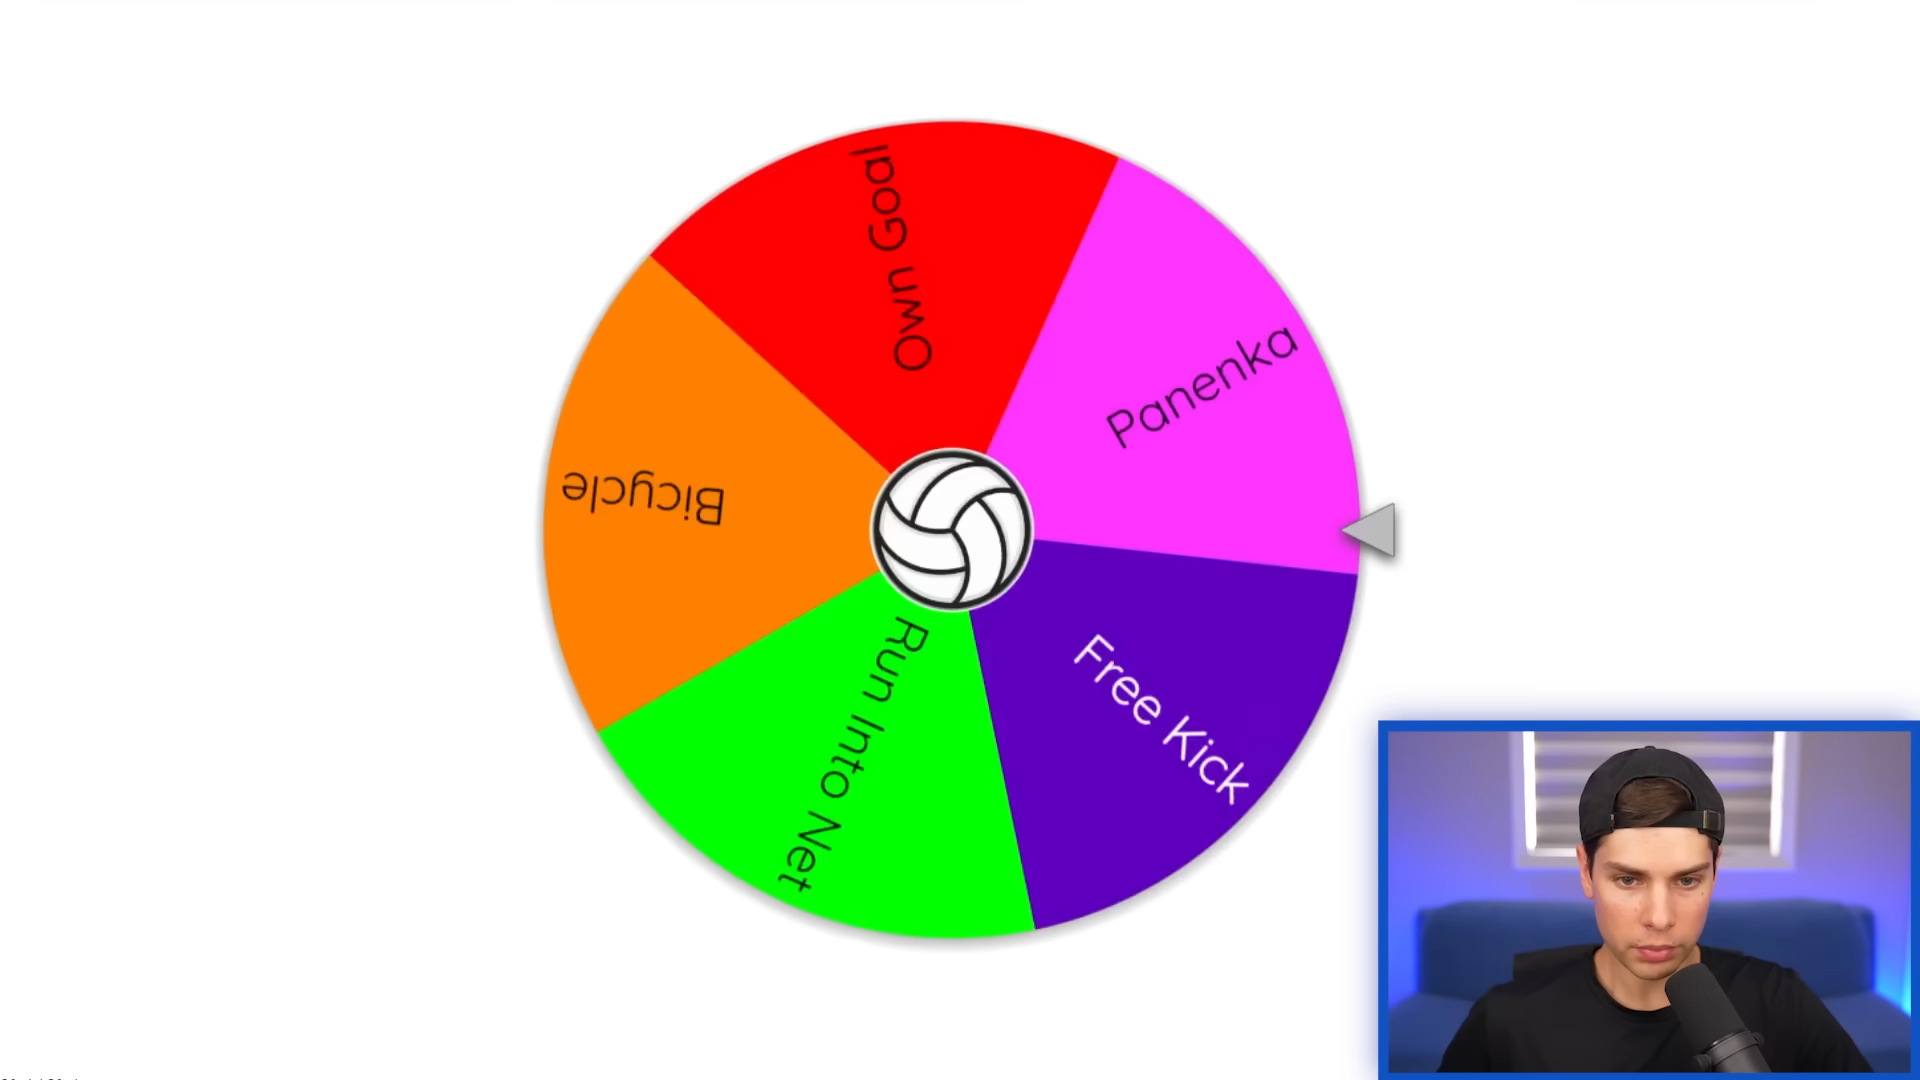 Own Goal
Panenka
Bicycle
Free Kick
Run Into Net